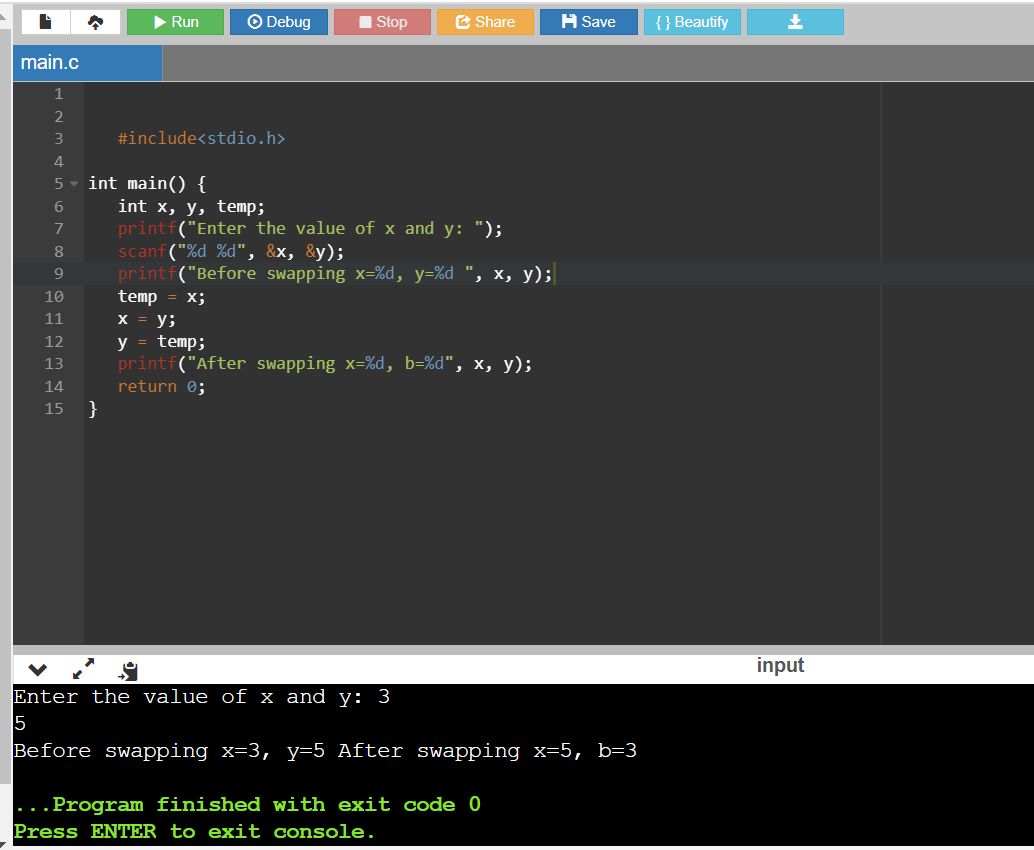 Run Debug Stop Share Save { } Beautify
main.c
1
2
3 #include<stdio.h>
4
5 int main() {
6 int x, y, temp;
7 printf("Enter the value of x and y: ");
8 scanf("%d %d", &x, &y);
9 printf("Before swapping x=%d, y=%d ", x, y);
10 temp = x;
11 x = y;
12 y = temp;
13 printf("After swapping x=%d, b=%d", x, y);
14 return 0;
15 }
input
Enter the value of x and y: 3
5
Before swapping x=3, y=5 After swapping x=5, b=3
...Program finished with exit code 0
Press ENTER to exit console.